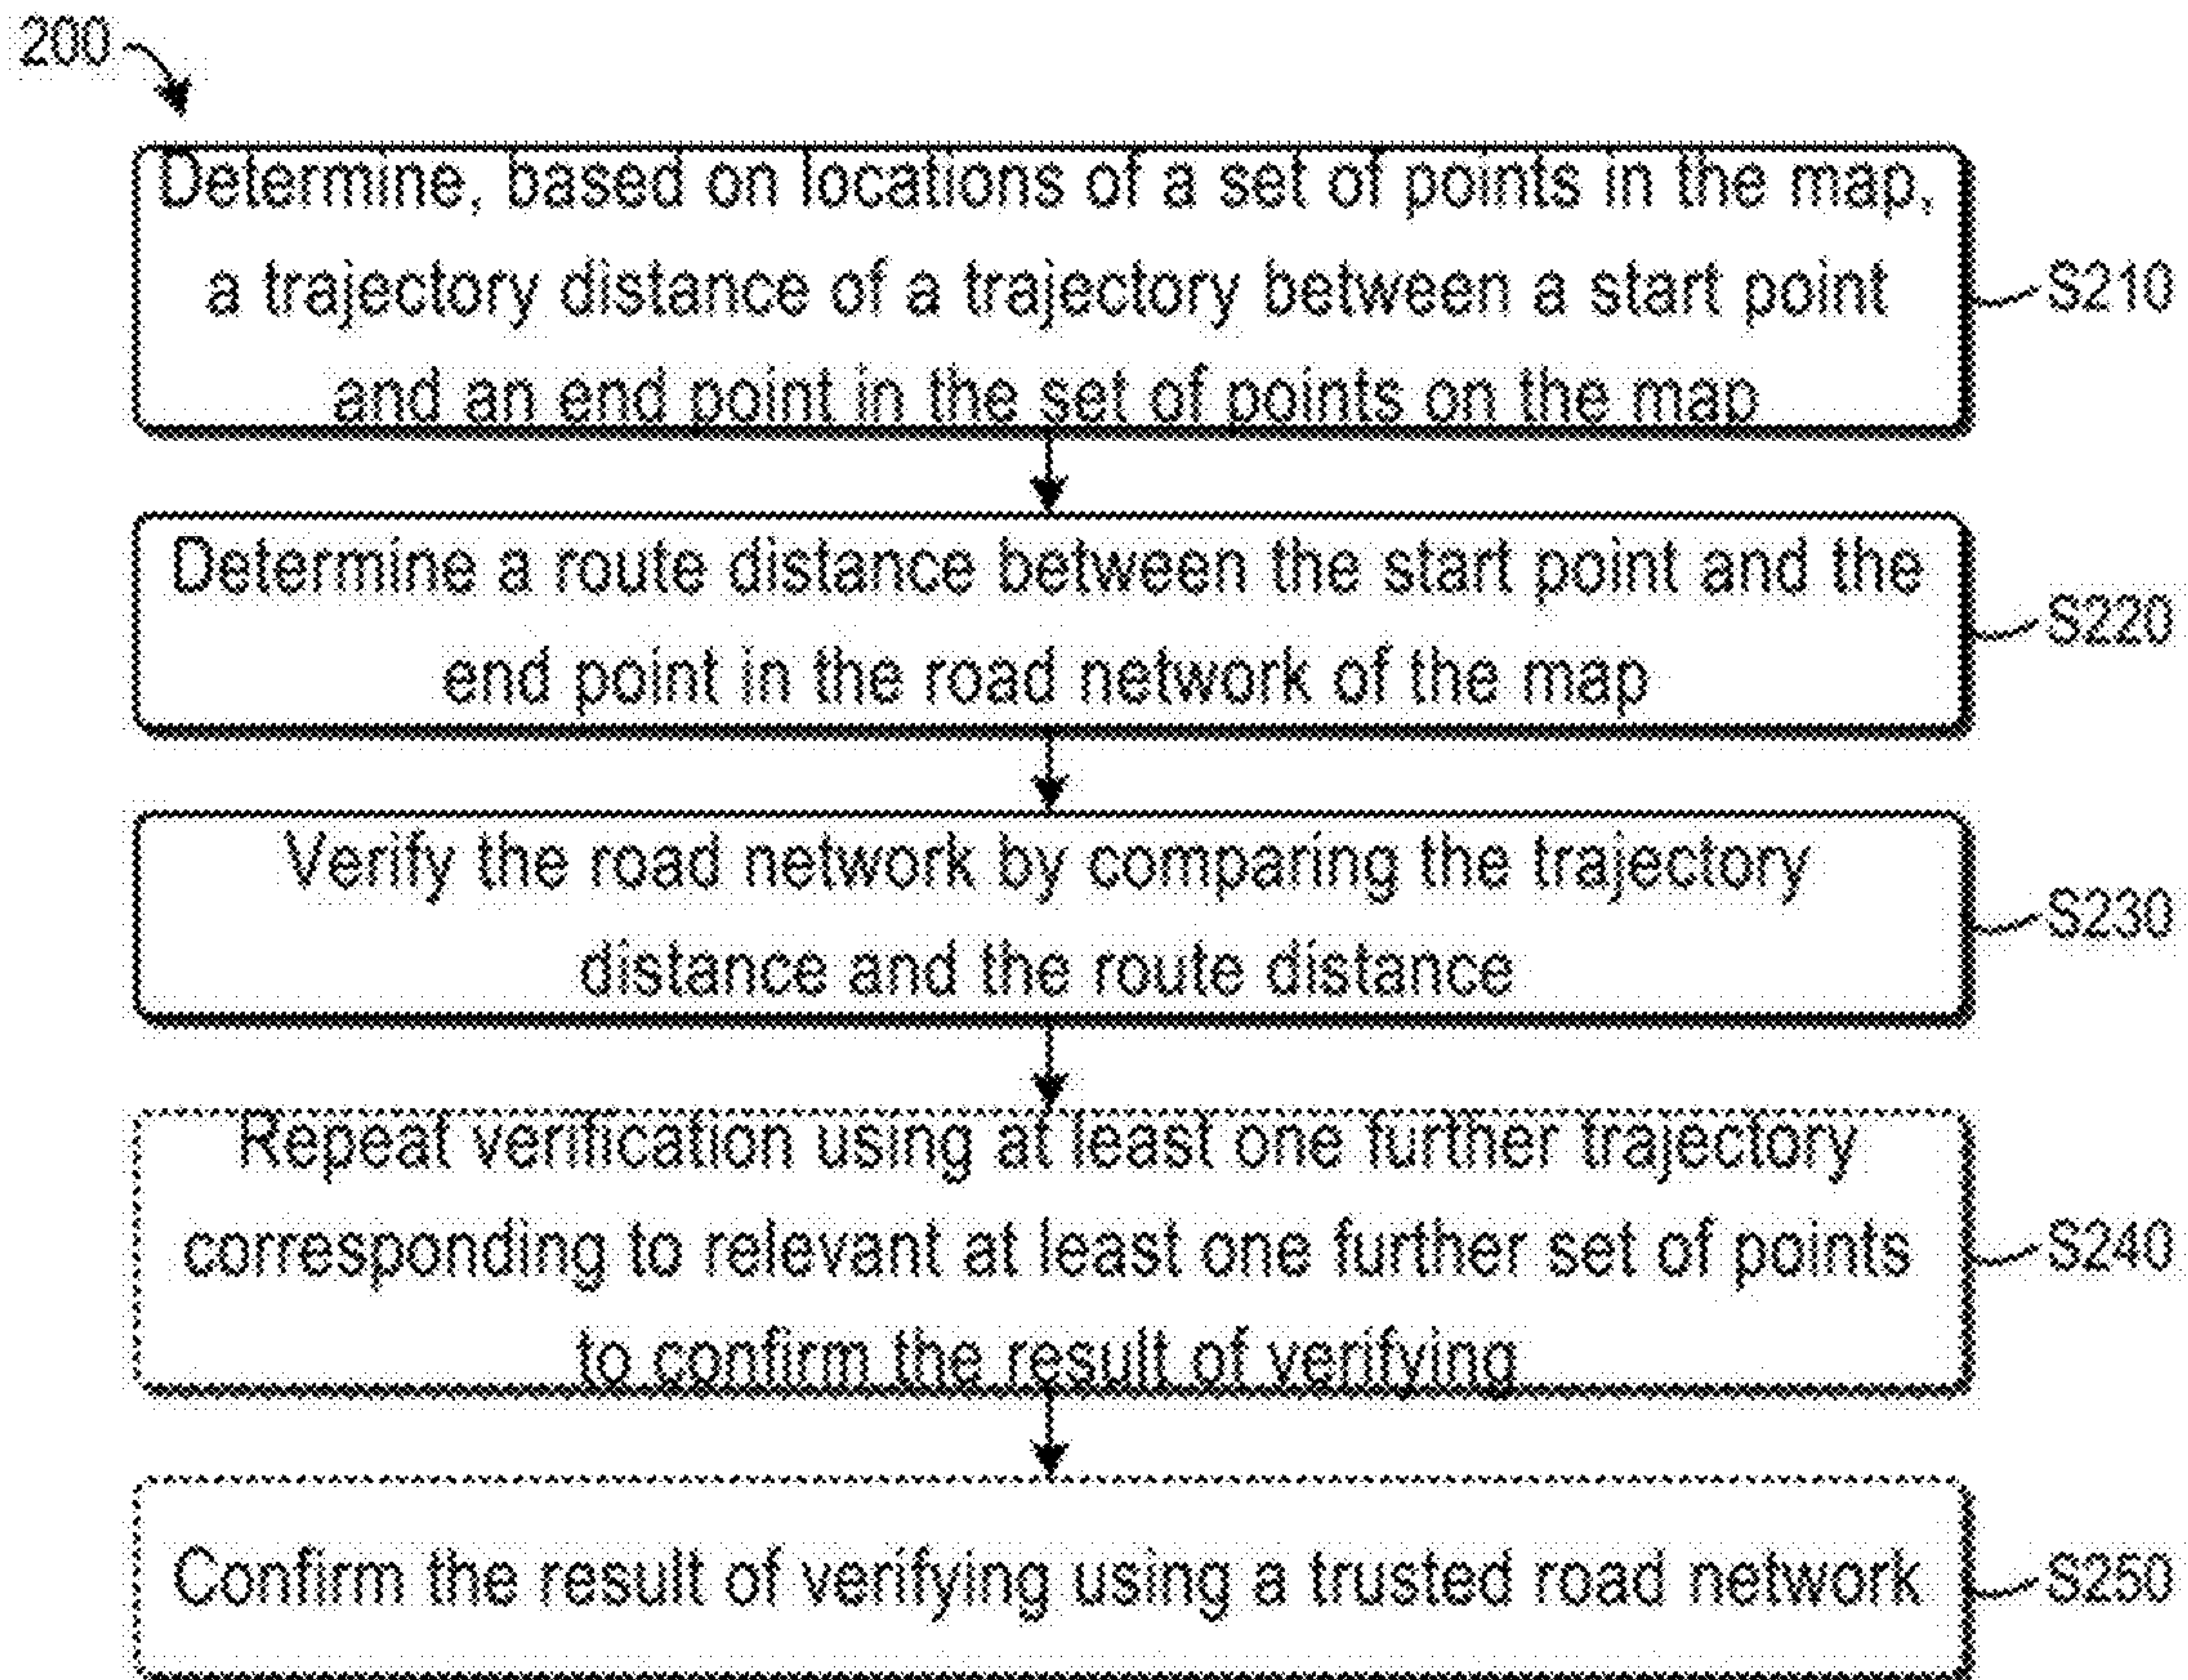 200
Determine, based on locations of a set of points in the map,
a trajectory distance of a trajectory between a start point
and an end point in the set of points on the map
S210
Determine a route distance between the start point and the
end point in the road network of the map
S220
Verify the road network by comparing the trajectory
distance and the route distance
S230
Repeat verification using at least one further trajectory
corresponding to relevant at least one further set of points
to confirm the result of verifying
S240
Confirm the result of verifying using a trusted road network
S250